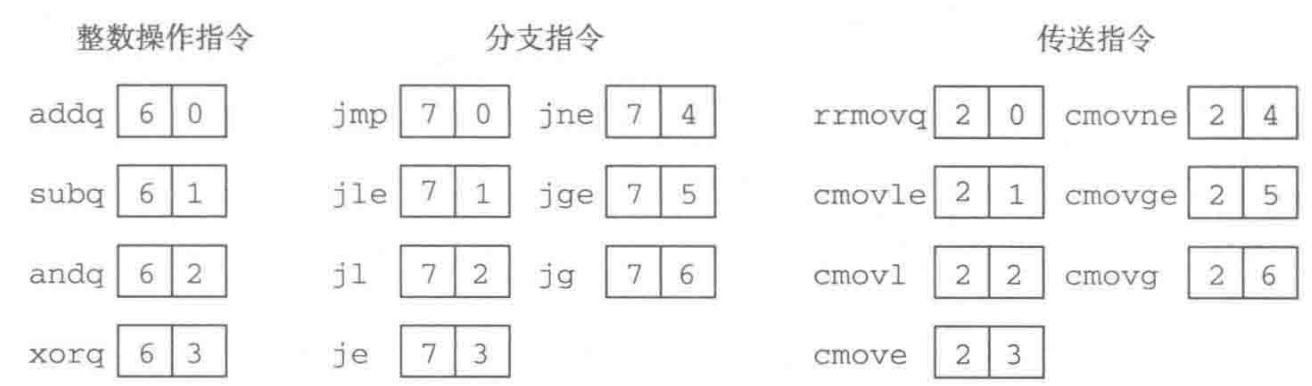 整数操作指令 分支指令 传送指令
addq 6 0 jmp 7 0 jne 7 4 rrmovq 2 0 cmovne 2 4
subq 6 1 jle 7 1 jge 7 5 cmovle 2 1 cmovge 2 5
andq 6 2 jl 7 2 jg 7 6 cmovl 2 2 cmovg 2 6
xorq 6 3 je 7 3 cmove 2 3